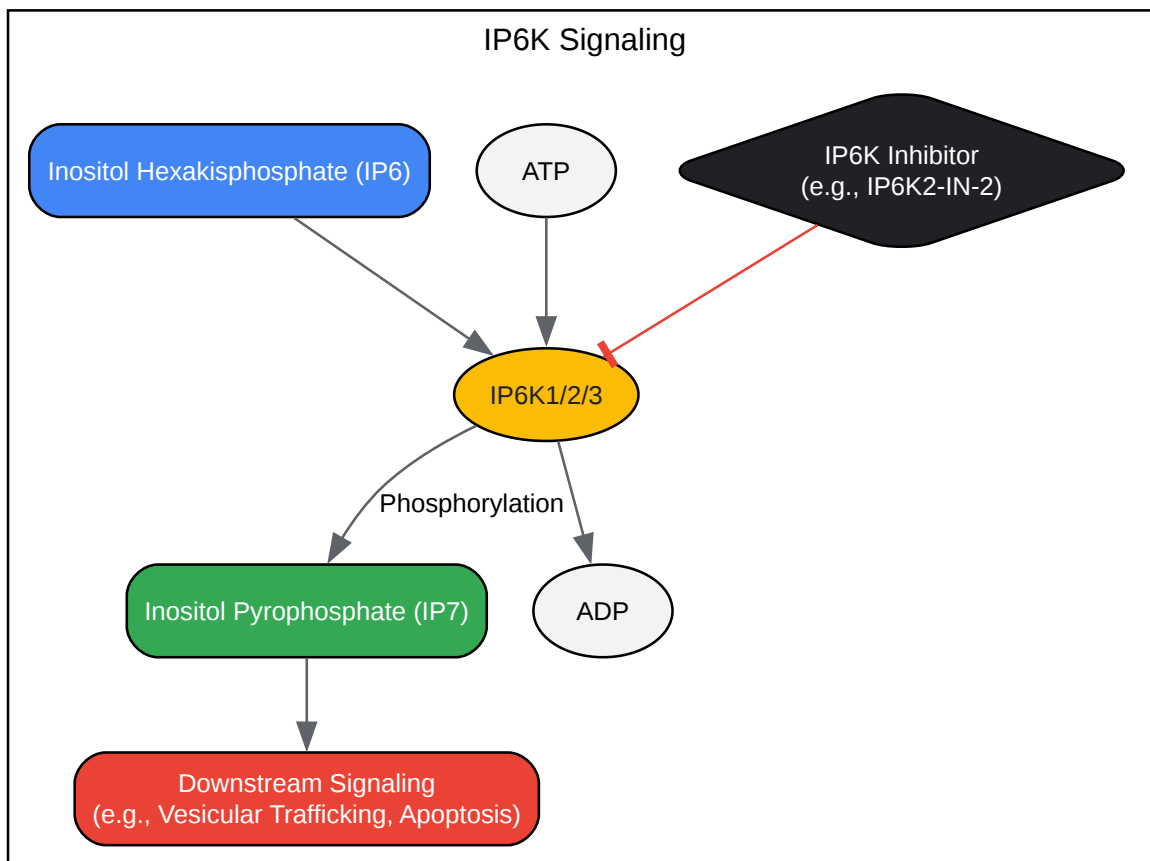 IP6K Signaling
Inositol Hexakisphosphate (IP6)
ATP
IP6K Inhibitor
(e.g., IP6K2-IN-2)
IP6K1/2/3
Phosphorylation
Inositol Pyrophosphate (IP7)
ADP
Downstream Signaling
(e.g., Vesicular Trafficking, Apoptosis)